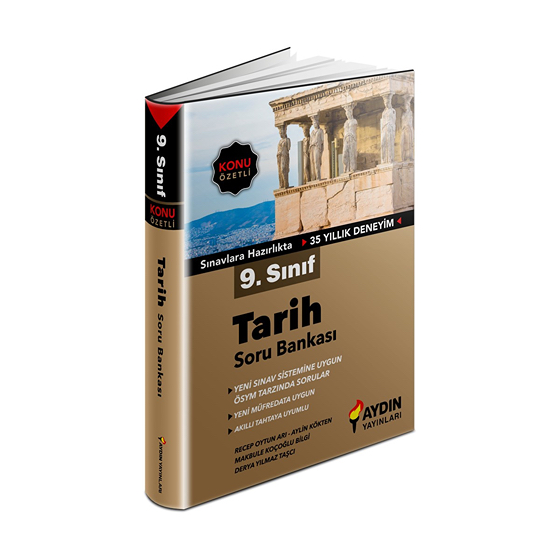 9. Sınıf
KONU
ÖZETLİ
Tarih
Soru Bankası
AYDIN YAYINLARI
KONU
ÖZETLİ
Sınavlara Hazırlıkta
35 YILLIK DENEYİM
9. Sınıf
Tarih
Soru Bankası
YENİ SINAV SİSTEMİNE UYGUN
ÖSYM TARZINDA SORULAR
YENİ MÜFREDATA UYGUN
AKILLI TAHTAYA UYUMLU
RECEP OYTUN ARI - AYLİN KÖKTEN
MAKBULE KOÇOĞLU BİLGİ
DERYA YILMAZ TAŞCI
AYDIN
YAYINLARI